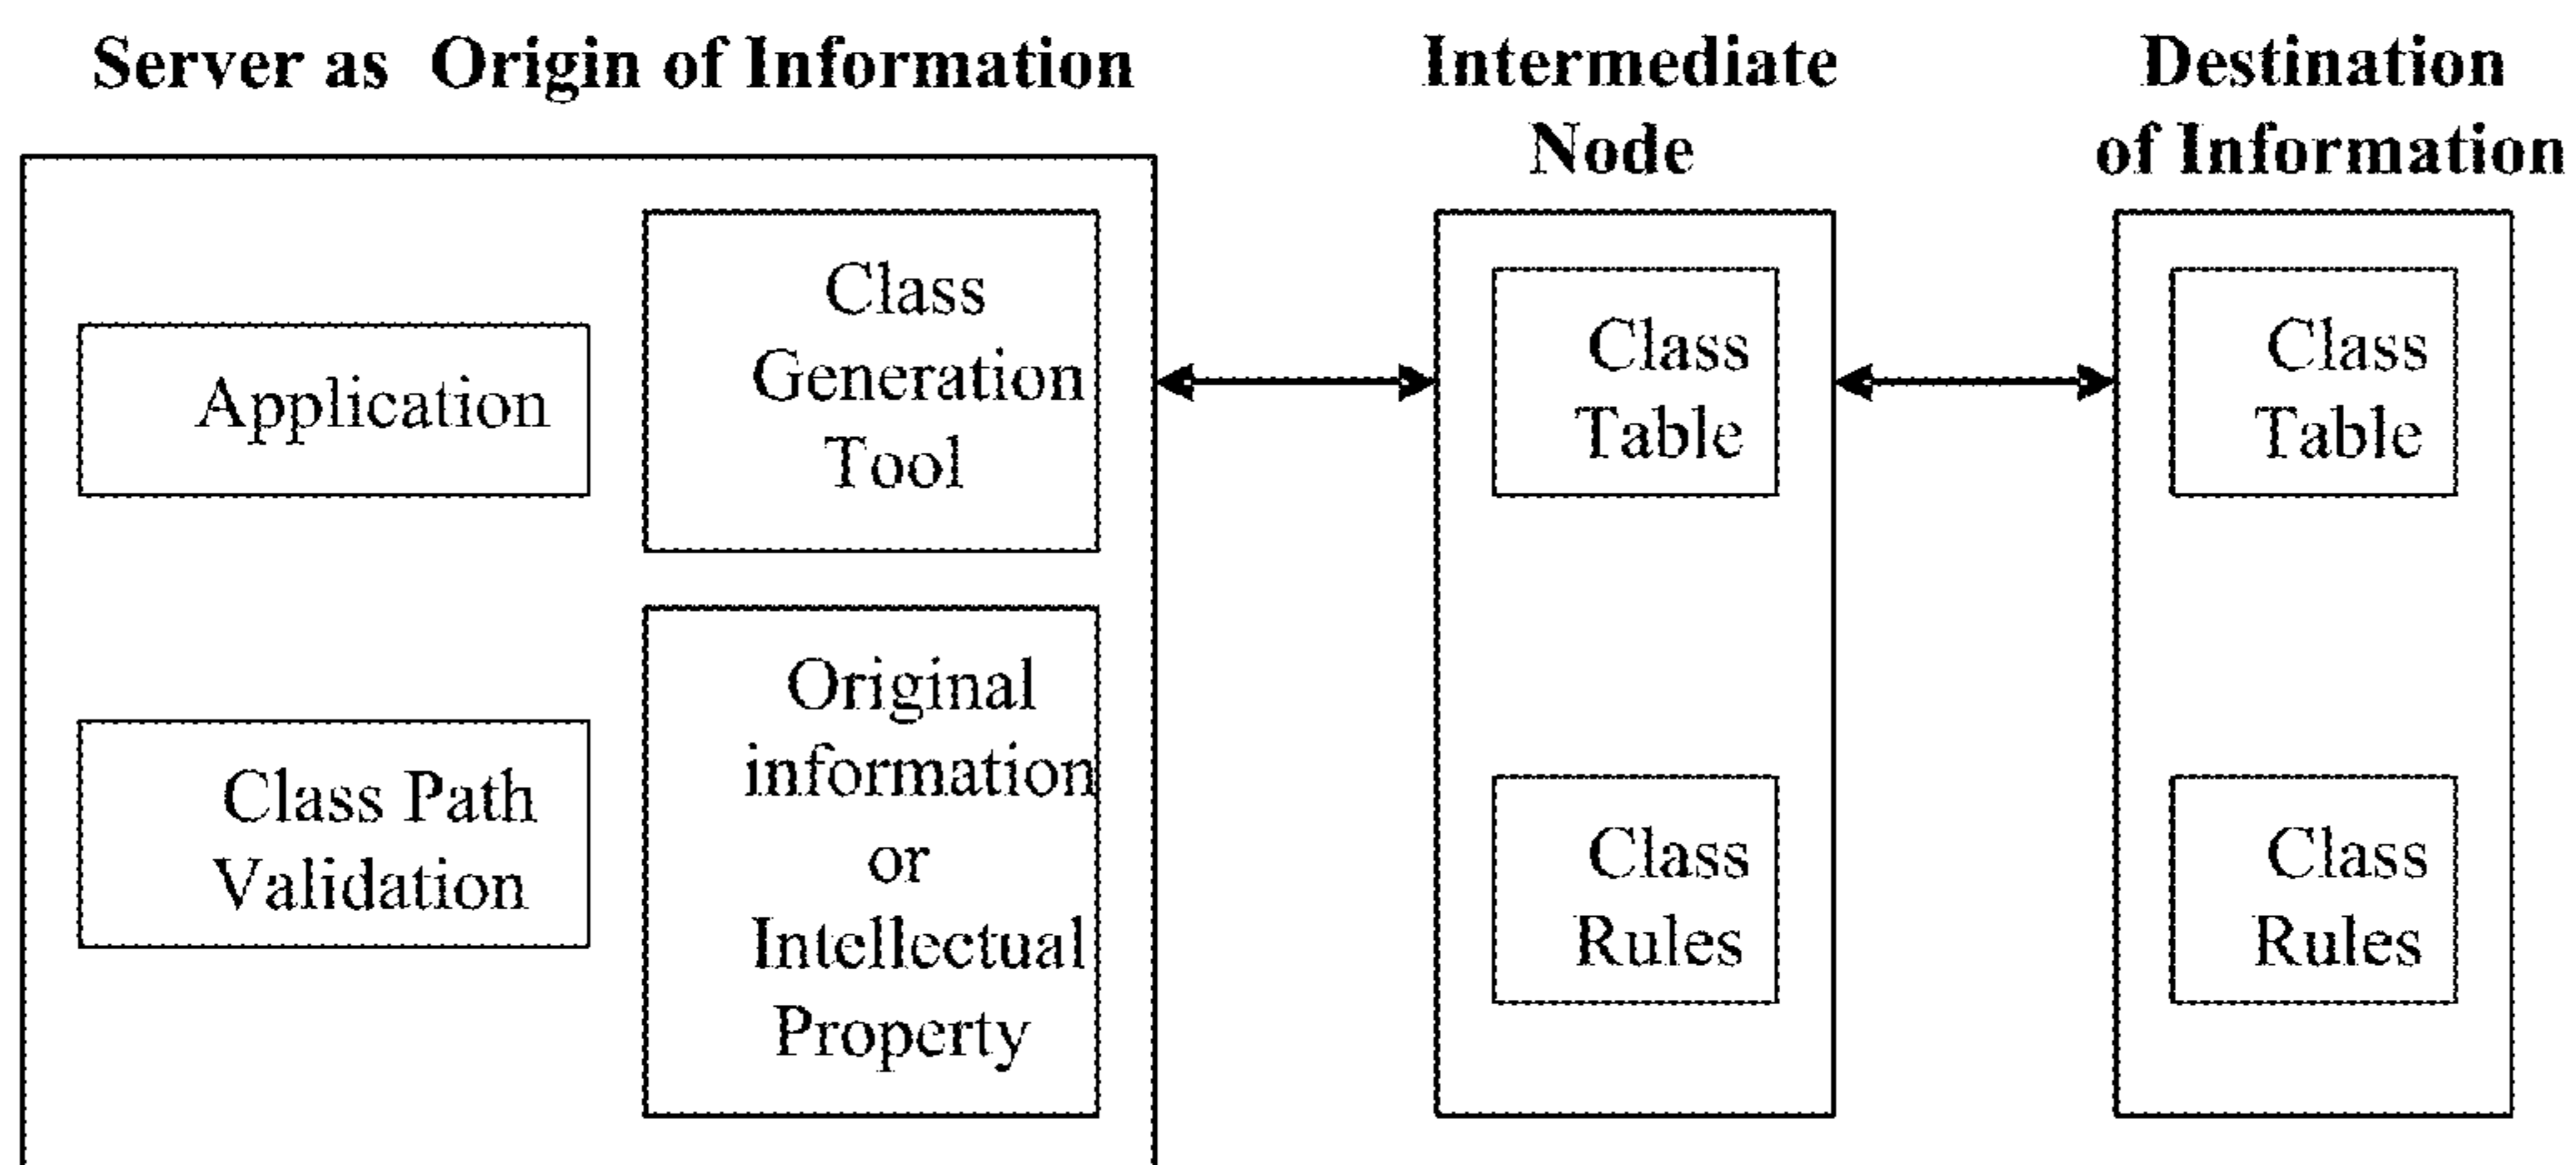 Server as Origin of Information
Intermediate
Node
Destination
of Information
Application
Class
Generation
Tool
Class Path
Validation
Original
information
or
Intellectual
Property
Class
Table
Class
Rules
Class
Table
Class
Rules